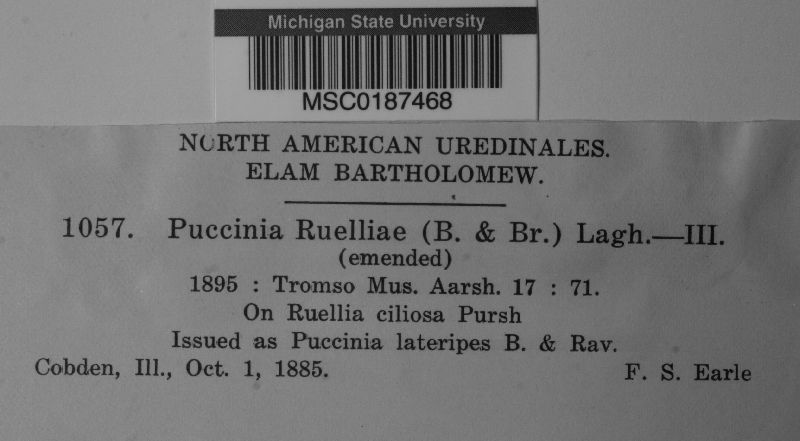 Michigan State University
MSC0187468
NORTH AMERICAN UREDINALES.
ELAM BARTHOLOMEW.
1057. Puccinia Ruelliae (B. & Br.) Lagh.—III.
(emended)
1895 : Tromso Mus. Aarsh. 17 : 71.
On Ruellia ciliosa Pursh
Issued as Puccinia lateripes B. & Rav.
Cobden, Ill., Oct. 1, 1885. F. S. Earle